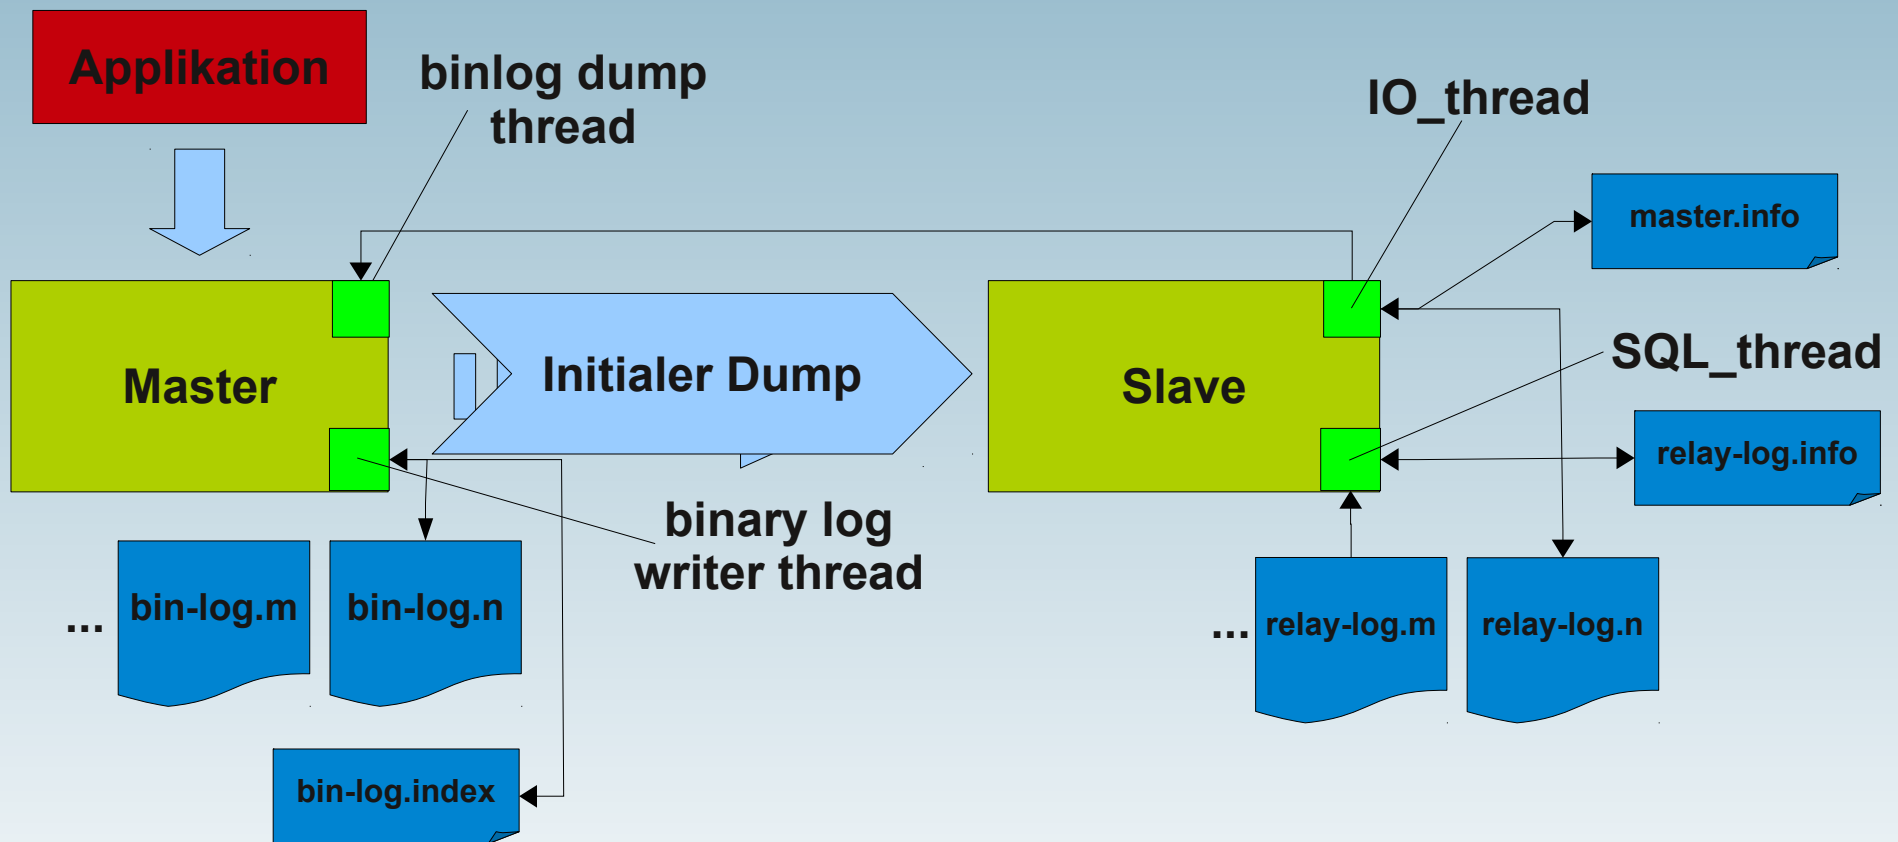 Applikation
binlog dump
thread
IO_thread
master.info
Master
Initialer Dump
Slave
SQL_thread
relay-log.info
binary log
writer thread
...
bin-log.m
bin-log.n
...
relay-log.m
relay-log.n
bin-log.index